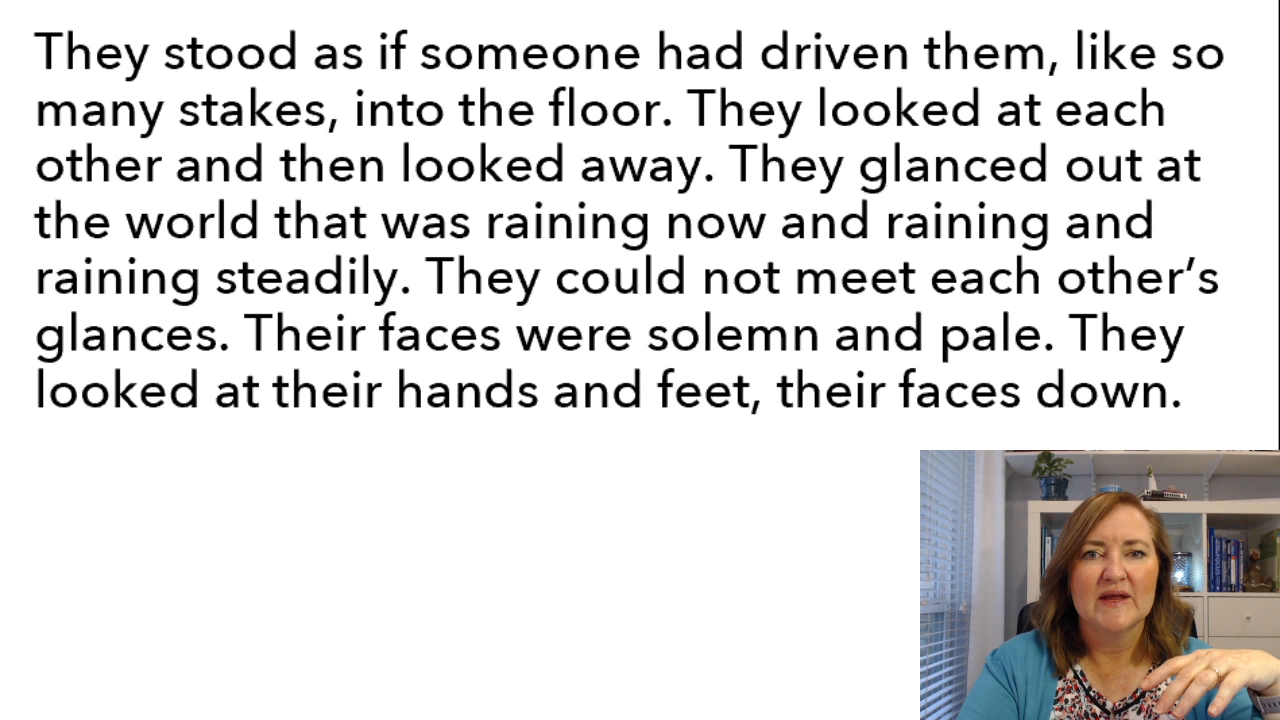 They stood as if someone had driven them, like so
many stakes, into the floor. They looked at each
other and then looked away. They glanced out at
the world that was raining now and raining and
raining steadily. They could not meet each other’s
glances. Their faces were solemn and pale. They
looked at their hands and feet, their faces down.